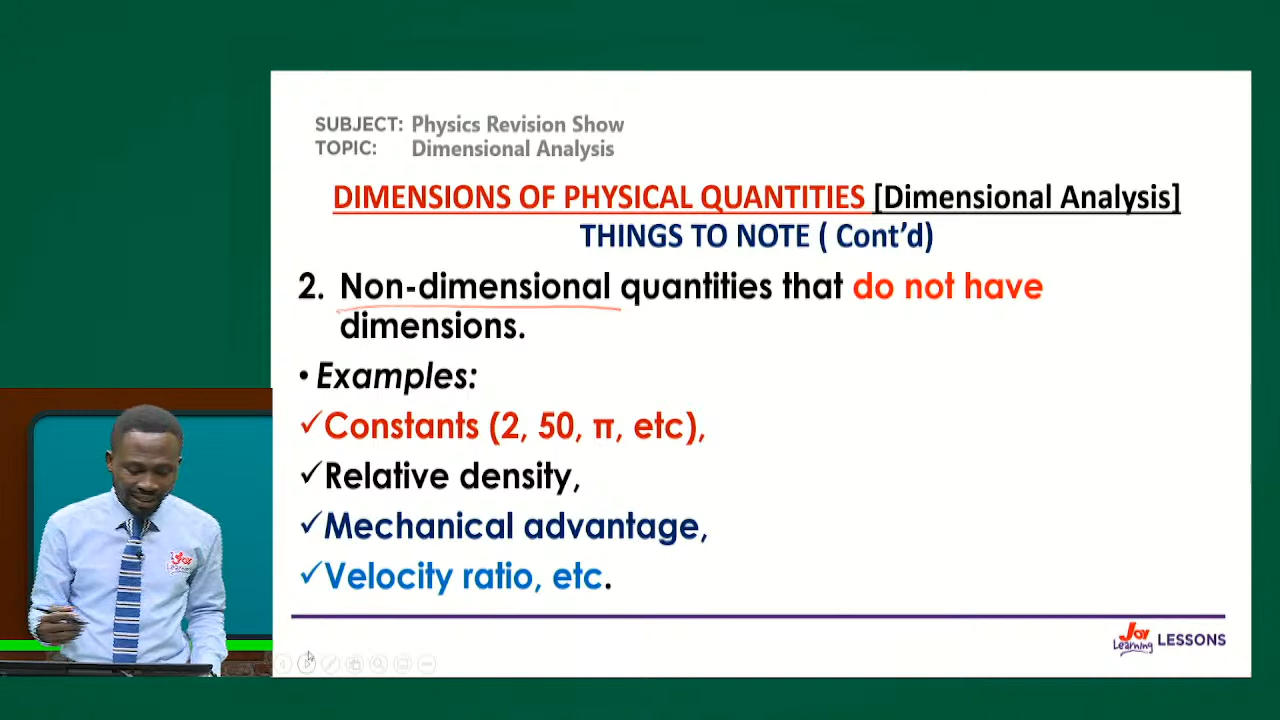 SUBJECT: Physics Revision Show
TOPIC: Dimensional Analysis
DIMENSIONS OF PHYSICAL QUANTITIES [Dimensional Analysis]
THINGS TO NOTE ( Cont’d)
2. Non-dimensional quantities that do not have
dimensions.
• Examples:
✓Constants (2, 50, π, etc),
✓Relative density,
✓Mechanical advantage,
✓Velocity ratio, etc.
Joy
Learning
LESSONS
Joy
Learning